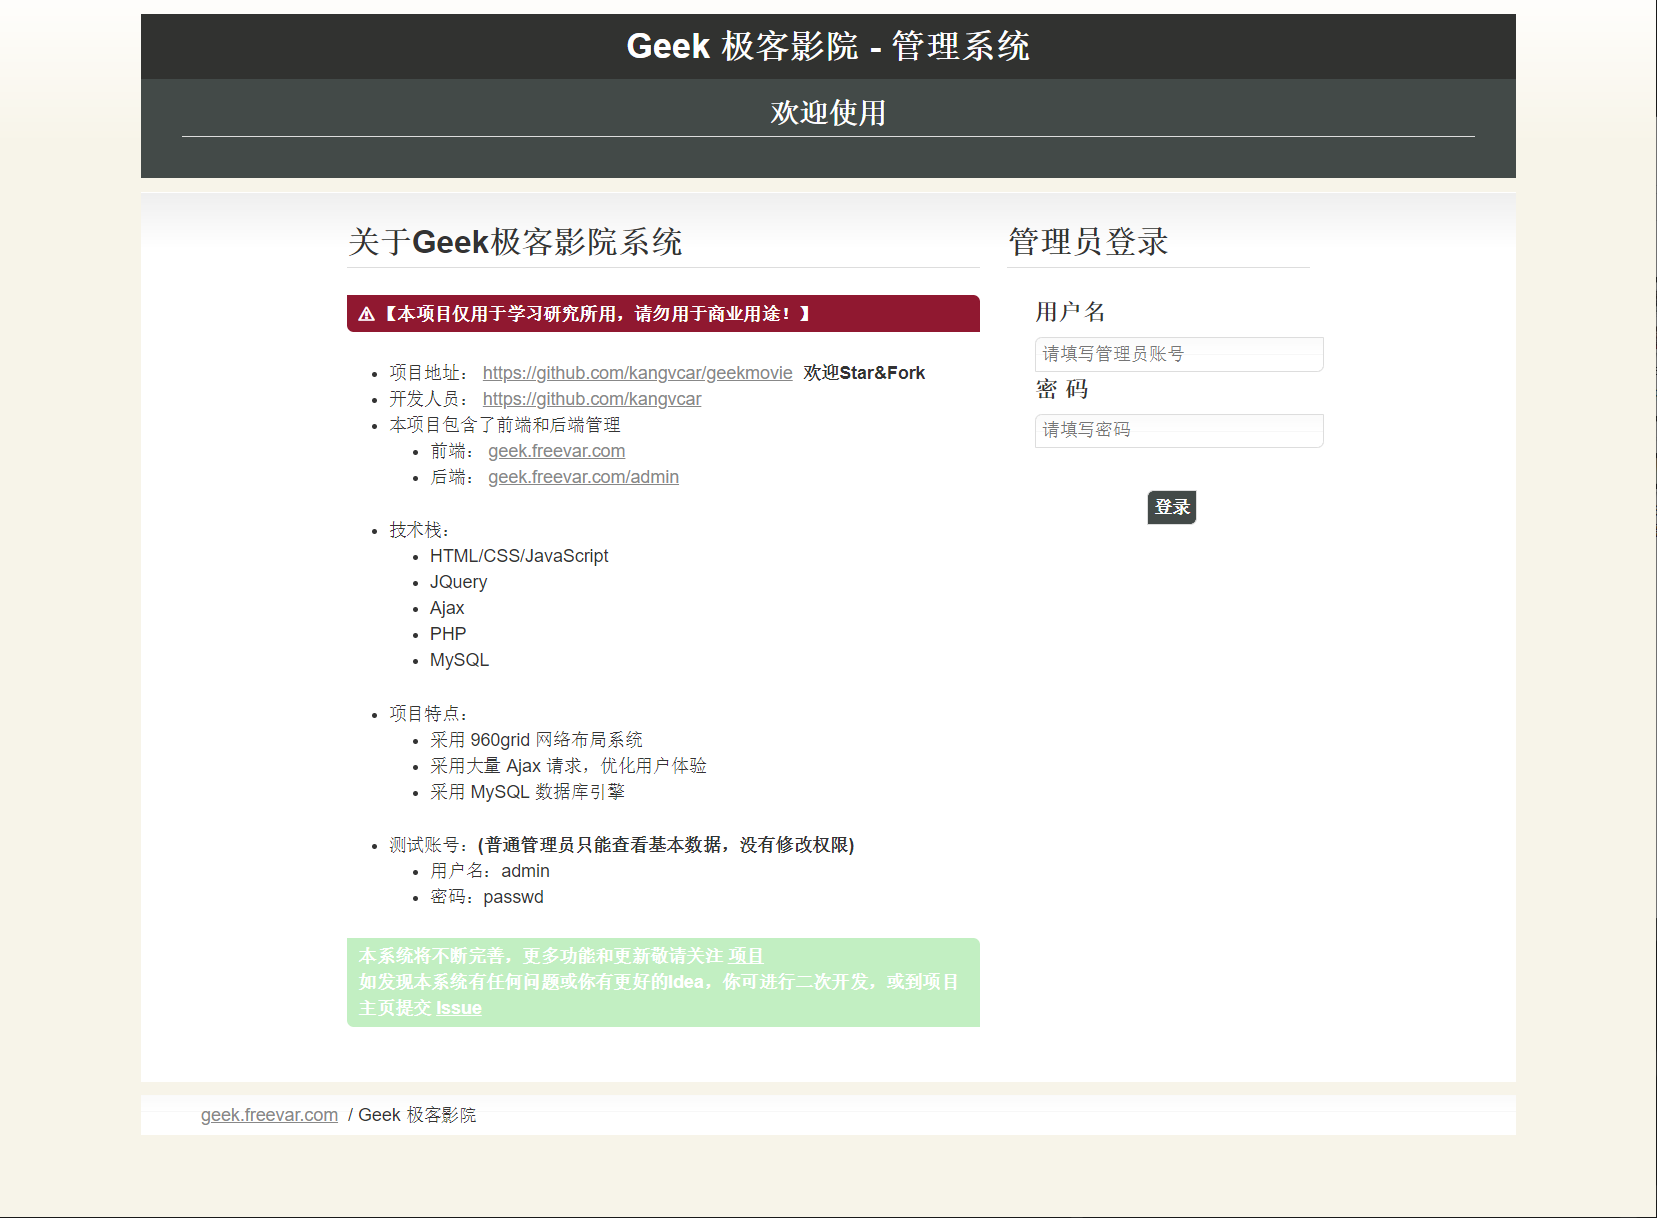 Geek 极客影院 - 管理系统
欢迎使用
关于Geek极客影院系统
⚠【本项目仅用于学习研究所用，请勿用于商业用途！】
项目地址： https://github.com/kangvcar/geekmovie 欢迎Star&Fork
开发人员： https://github.com/kangvcar
本项目包含了前端和后端管理
前端： geek.freevar.com
后端： geek.freevar.com/admin
技术栈：
HTML/CSS/JavaScript
JQuery
Ajax
PHP
MySQL
项目特点：
采用 960grid 网络布局系统
采用大量 Ajax 请求，优化用户体验
采用 MySQL 数据库引擎
测试账号：(普通管理员只能查看基本数据，没有修改权限)
用户名：admin
密码：passwd
本系统将不断完善，更多功能和更新敬请关注 项目
如发现本系统有任何问题或你有更好的Idea，你可进行二次开发，或到项目
主页提交 Issue
管理员登录
用户名
请填写管理员账号
密 码
请填写密码
登录
geek.freevar.com / Geek 极客影院